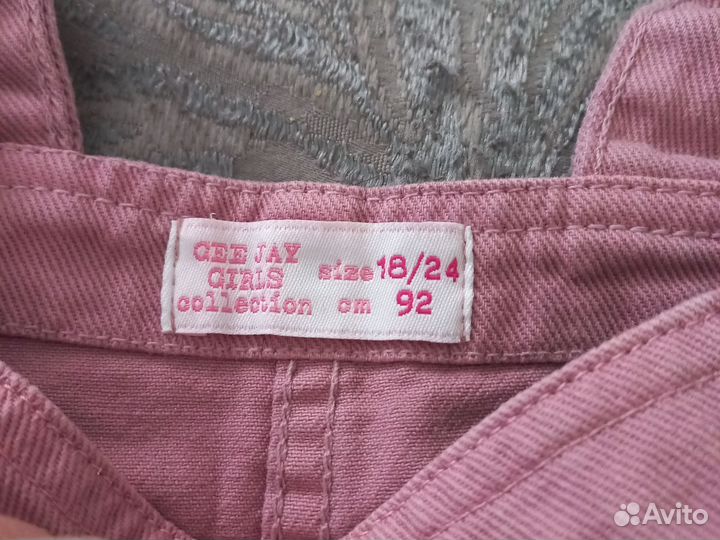 GEE JAY
GIRLS
collection
size 18/24
cm 92
Avito